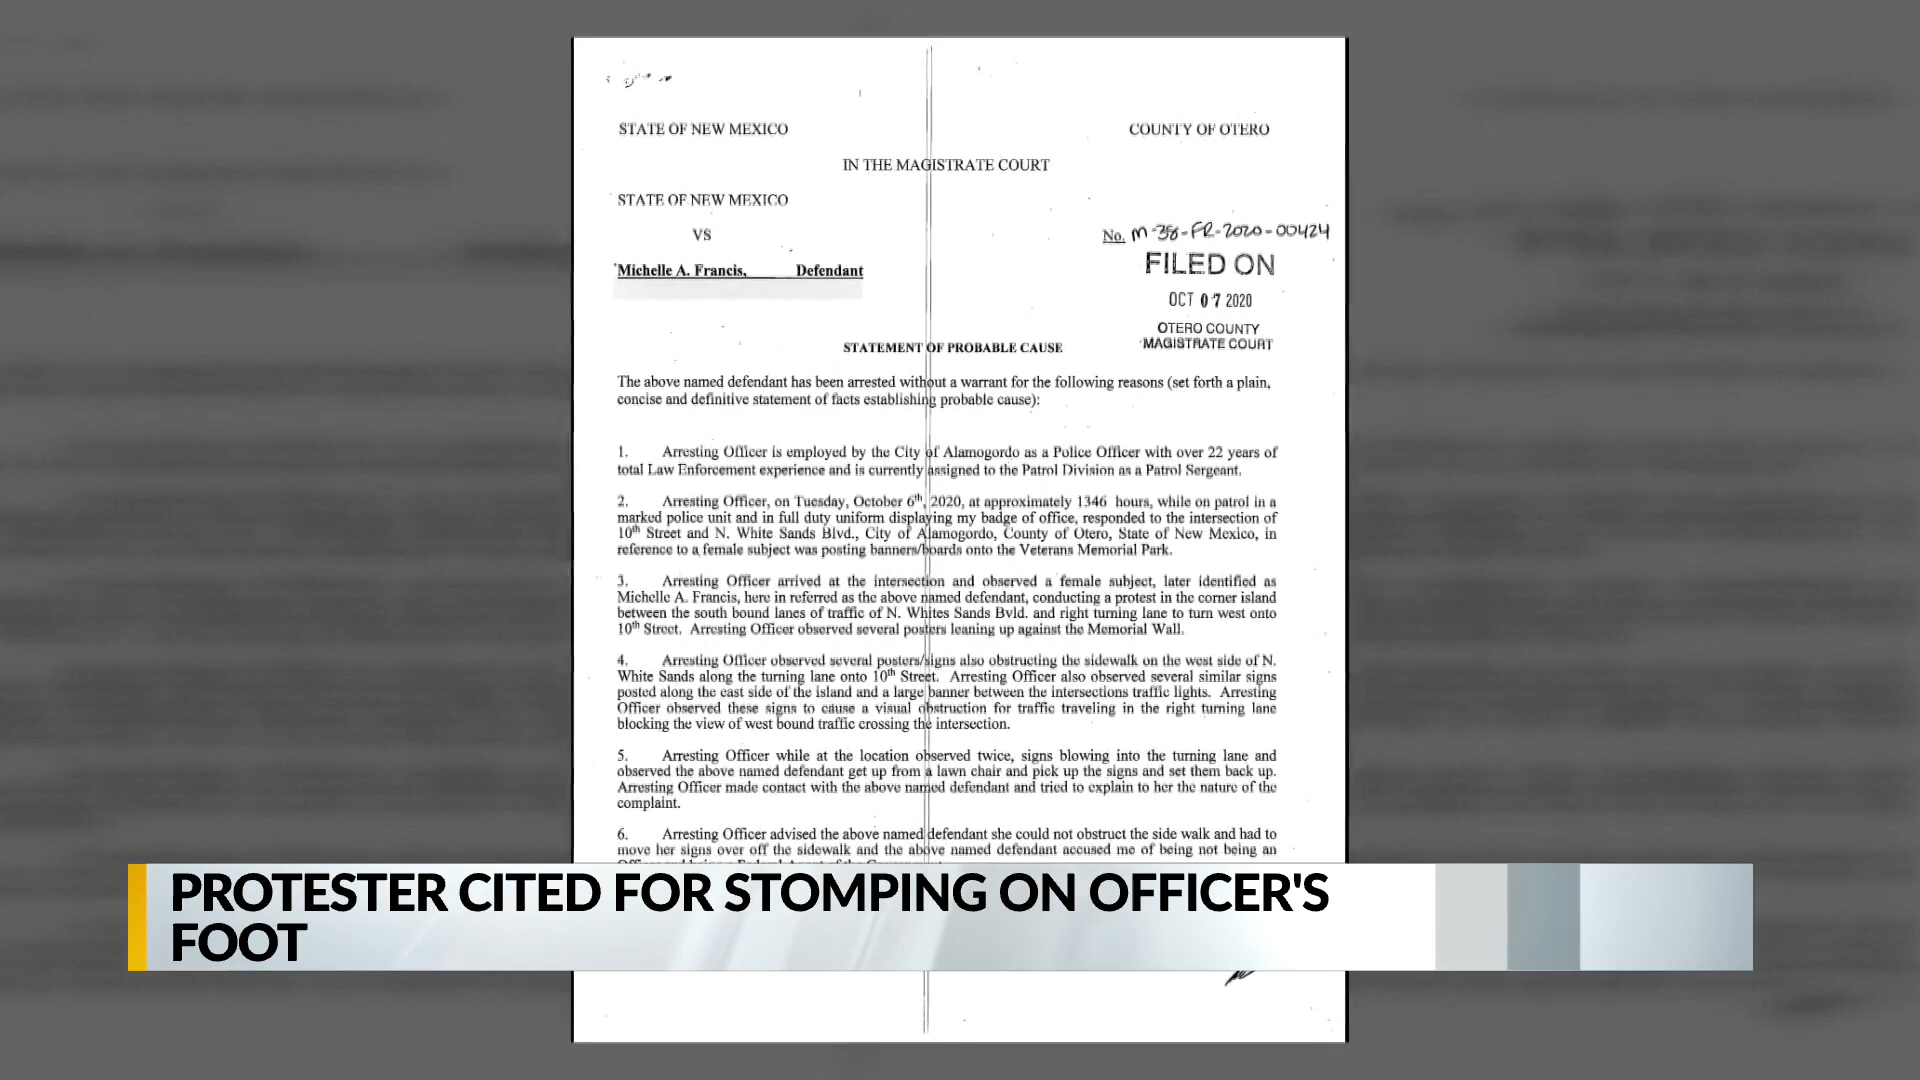 STATE OF NEW MEXICO COUNTY OF OTERO
IN THE MAGISTRATE COURT
STATE OF NEW MEXICO
VS
No. M-38-FR-2020-00424
Michelle A. Francis, Defendant
FILED ON
OCT 07 2020
OTERO COUNTY
MAGISTRATE COURT
STATEMENT OF PROBABLE CAUSE
The above named defendant has been arrested without a warrant for the following reasons (set forth a plain,
concise and definitive statement of facts establishing probable cause):
1. Arresting Officer is employed by the City of Alamogordo as a Police Officer with over 22 years of
total Law Enforcement experience and is currently assigned to the Patrol Division as a Patrol Sergeant.
2. Arresting Officer, on Tuesday, October 6th, 2020, at approximately 1346 hours, while on patrol in a
marked police unit and in full duty uniform displaying my badge of office, responded to the intersection of
10th Street and N. White Sands Blvd., City of Alamogordo, County of Otero, State of New Mexico, in
reference to a female subject was posting banners/boards onto the Veterans Memorial Park.
3. Arresting Officer arrived at the intersection and observed a female subject, later identified as
Michelle A. Francis, here in referred as the above named defendant, conducting a protest in the corner island
between the south bound lanes of traffic of N. Whites Sands Bvld. and right turning lane to turn west onto
10th Street. Arresting Officer observed several posters leaning up against the Memorial Wall.
4. Arresting Officer observed several posters/signs also obstructing the sidewalk on the west side of N.
White Sands along the turning lane onto 10th Street. Arresting Officer also observed several similar signs
posted along the east side of the island and a large banner between the intersections traffic lights. Arresting
Officer observed these signs to cause a visual obstruction for traffic traveling in the right turning lane
blocking the view of west bound traffic crossing the intersection.
5. Arresting Officer while at the location observed twice, signs blowing into the turning lane and
observed the above named defendant get up from a lawn chair and pick up the signs and set them back up.
Arresting Officer made contact with the above named defendant and tried to explain to her the nature of the
complaint.
6. Arresting Officer advised the above named defendant she could not obstruct the side walk and had to
move her signs over off the sidewalk and the above named defendant accused me of being not being an
PROTESTER CITED FOR STOMPING ON OFFICER'S
FOOT